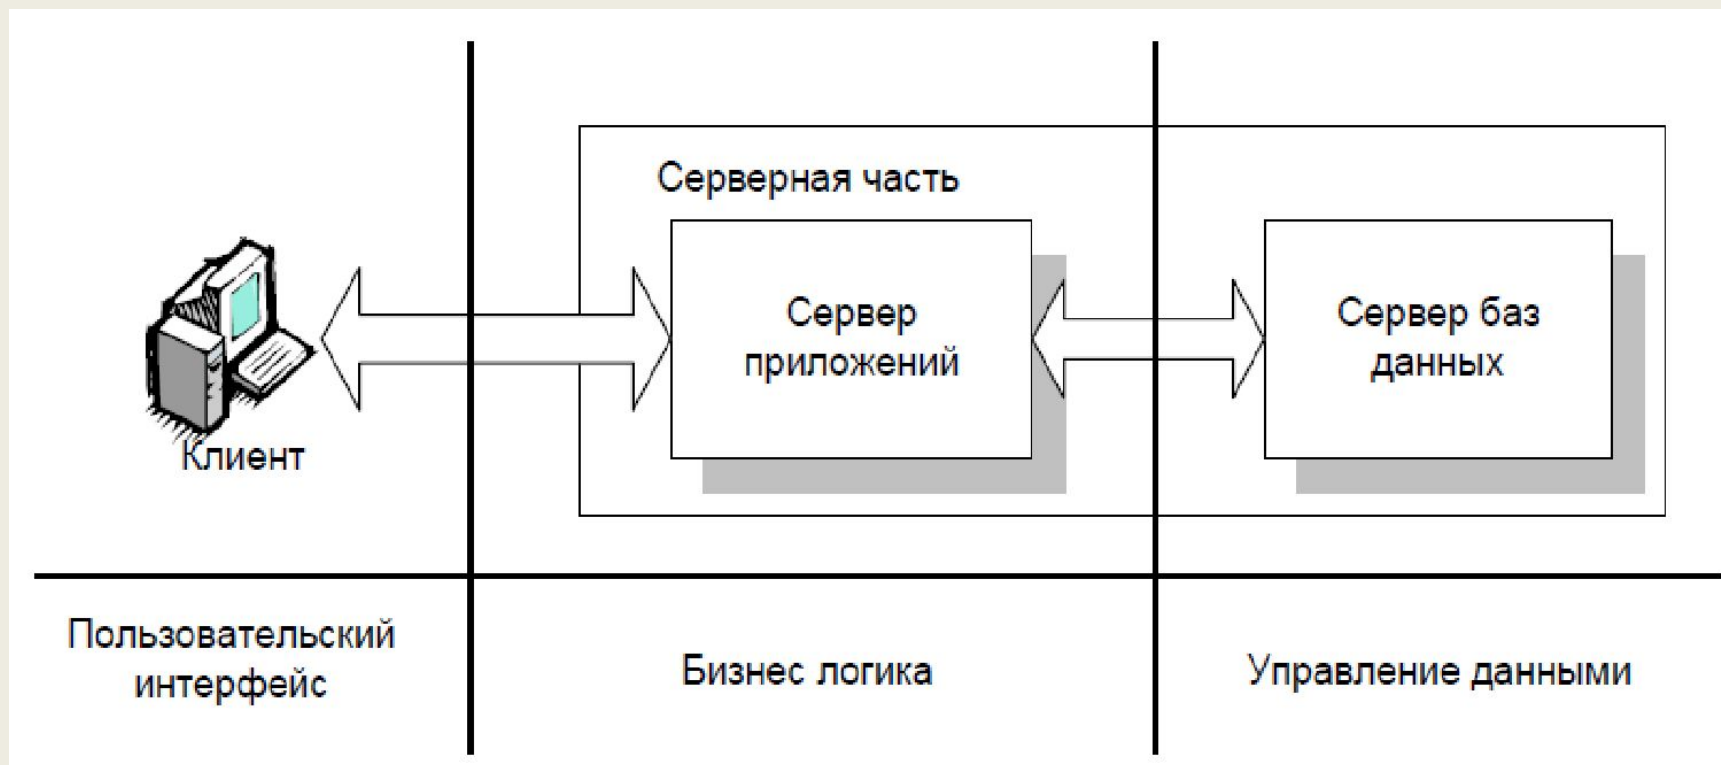 Серверная часть
Сервер
приложений
Сервер баз
данных
Клиент
Пользовательский
интерфейс
Бизнес логика
Управление данными